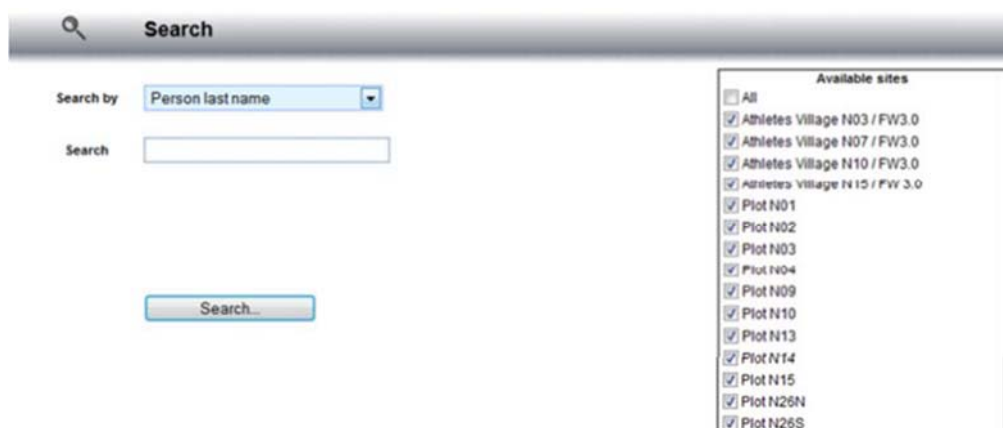 Search
Search by
Person last name
Search
Search...
Available sites
All
Athletes Village N03 / FW3.0
Athletes Village N07 / FW3.0
Athletes Village N10 / FW3.0
Athletes Village N15 / FW 3.0
Plot N01
Plot N02
Plot N03
Plot N04
Plot N09
Plot N10
Plot N13
Plot N14
Plot N15
Plot N26N
Plot N26S